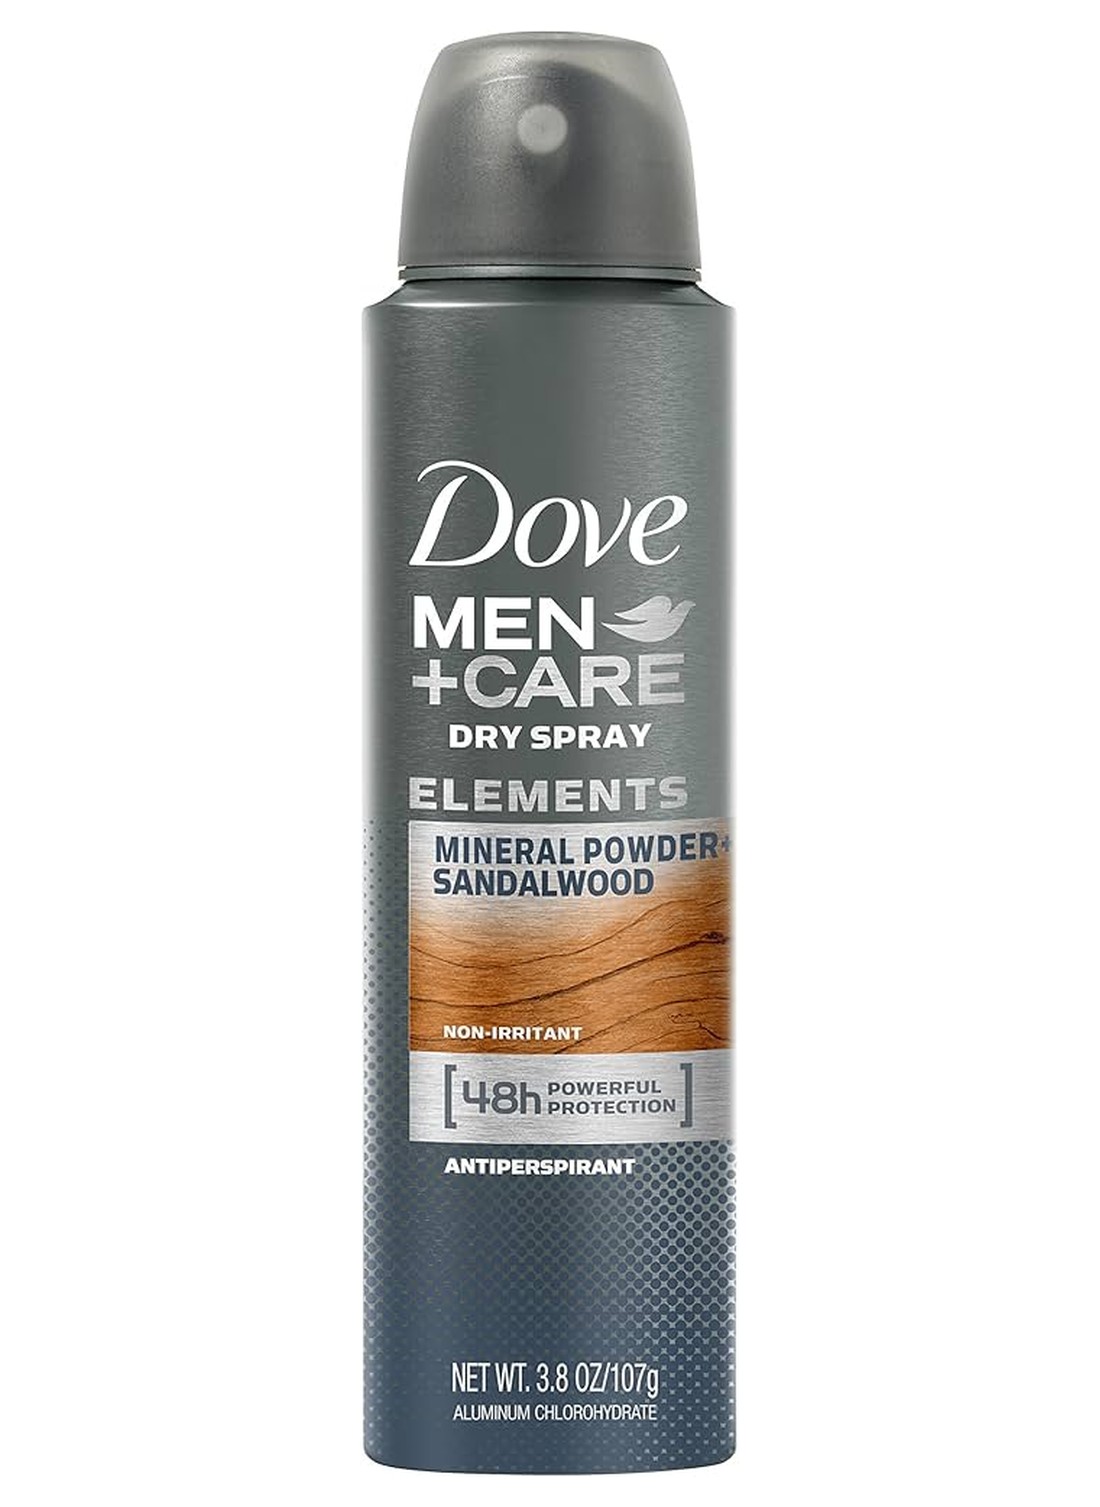 Dove
MEN
+CARE
DRY SPRAY
ELEMENTS
MINERAL POWDER+
SANDALWOOD
NON-IRRITANT
[48h POWERFUL
PROTECTION]
ANTIPERSPIRANT
NET WT. 3.8 OZ/107g
ALUMINUM CHLOROHYDRATE